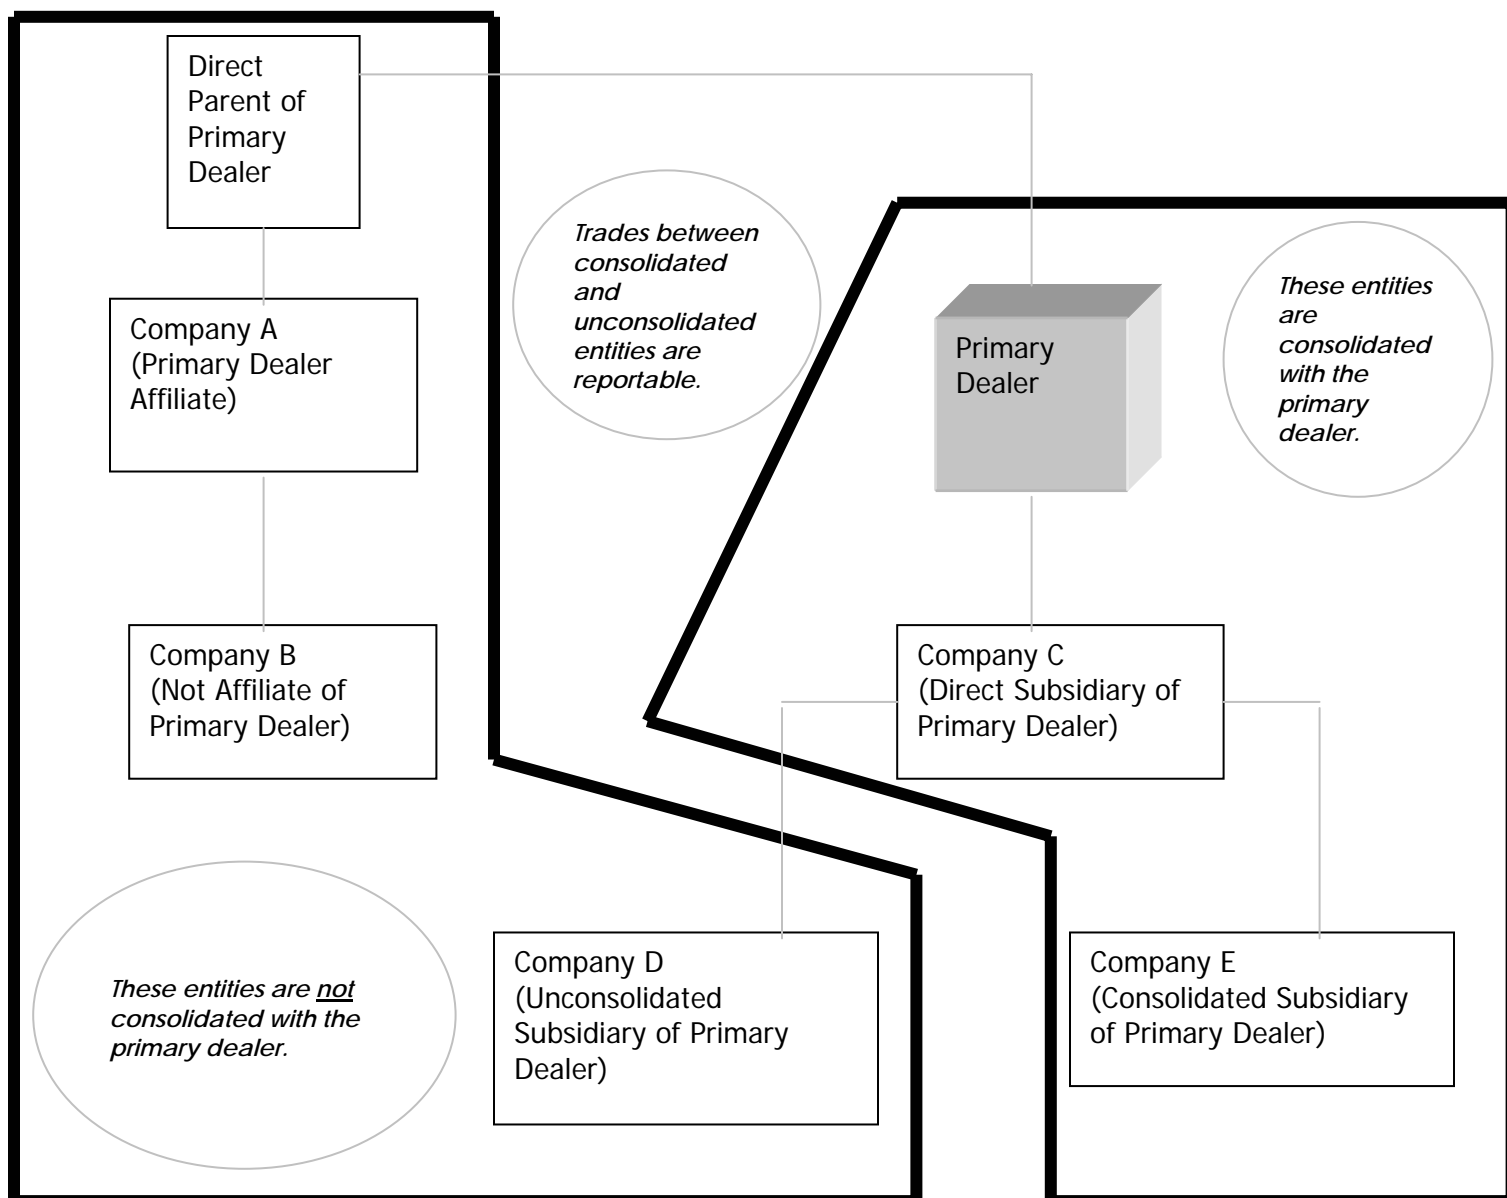 Direct
Parent of
Primary
Dealer
Trades between
consolidated
and
unconsolidated
entities are
reportable.
Primary
Dealer
These entities
are
consolidated
with the
primary
dealer.
Company A
(Primary Dealer
Affiliate)
Company B
(Not Affiliate of
Primary Dealer)
Company C
(Direct Subsidiary of
Primary Dealer)
These entities are not
consolidated with the
primary dealer.
Company D
(Unconsolidated
Subsidiary of Primary
Dealer)
Company E
(Consolidated Subsidiary
of Primary Dealer)